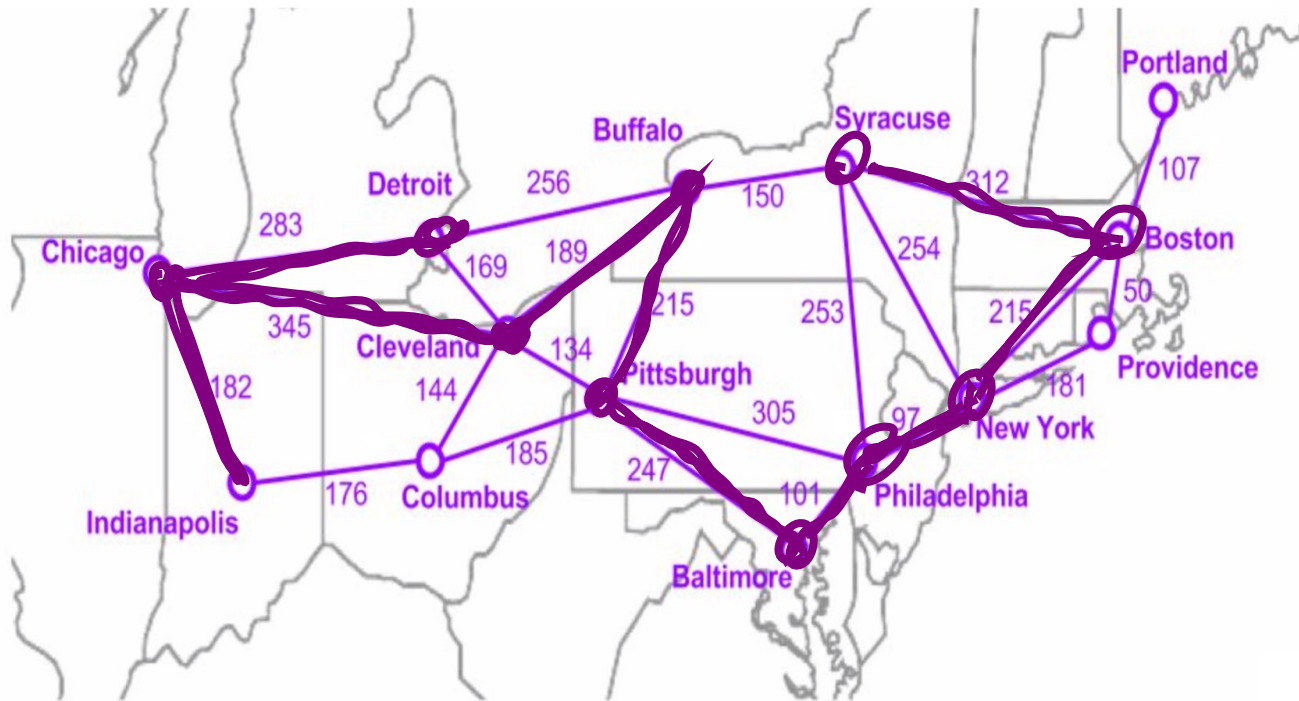 Portland
Syracuse
Buffalo
107
Detroit
256
150
312
283
Boston
Chicago
189
254
169
50
215
253
215
345
Cleveland
134
Pittsburgh
Providence
182
144
181
305
97
New York
185
247
176
Columbus
101
Philadelphia
Indianapolis
Baltimore